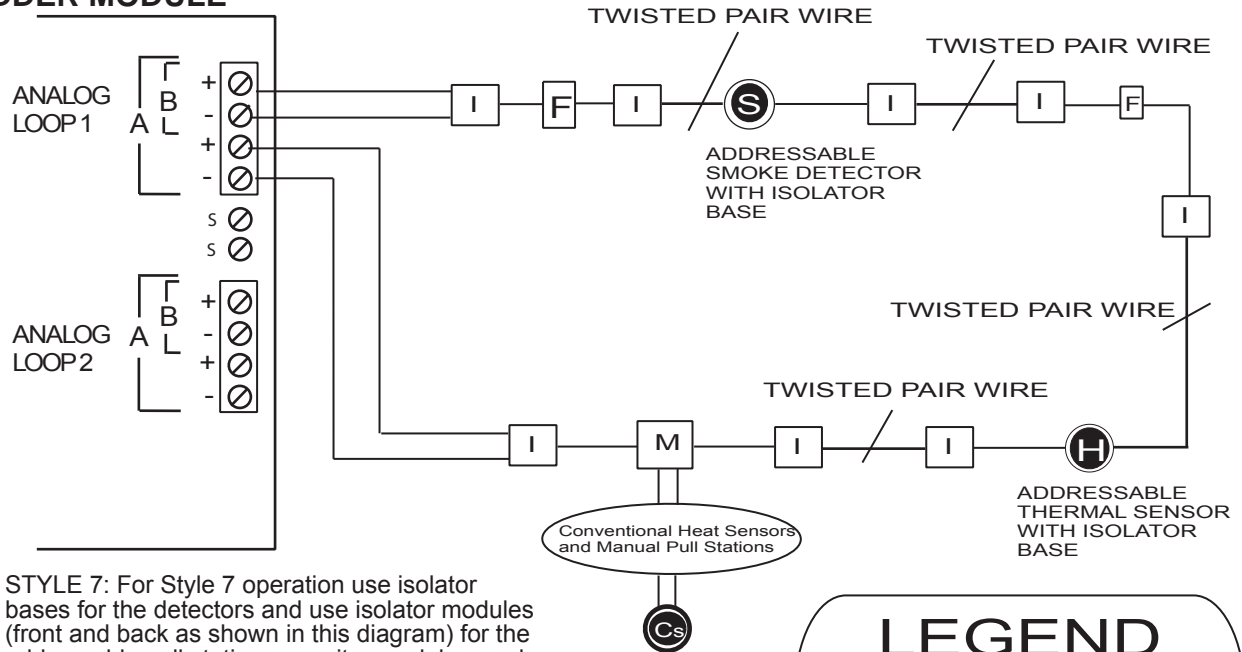 DDER MODULE
TWISTED PAIR WIRE
TWISTED PAIR WIRE
ANALOG
LOOP 1
A
B
+
-
+
-
S
S
I
F
I
S
I
I
F
ADDRESSABLE
SMOKE DETECTOR
WITH ISOLATOR
BASE
I
ANALOG
LOOP 2
A
B
+
-
+
-
TWISTED PAIR WIRE
TWISTED PAIR WIRE
I
M
I
I
H
ADDRESSABLE
THERMAL SENSOR
WITH ISOLATOR
BASE
Conventional Heat Sensors
and Manual Pull Stations
Cs
STYLE 7: For Style 7 operation use isolator
bases for the detectors and use isolator modules
(front and back as shown in this diagram) for the
LEGEND